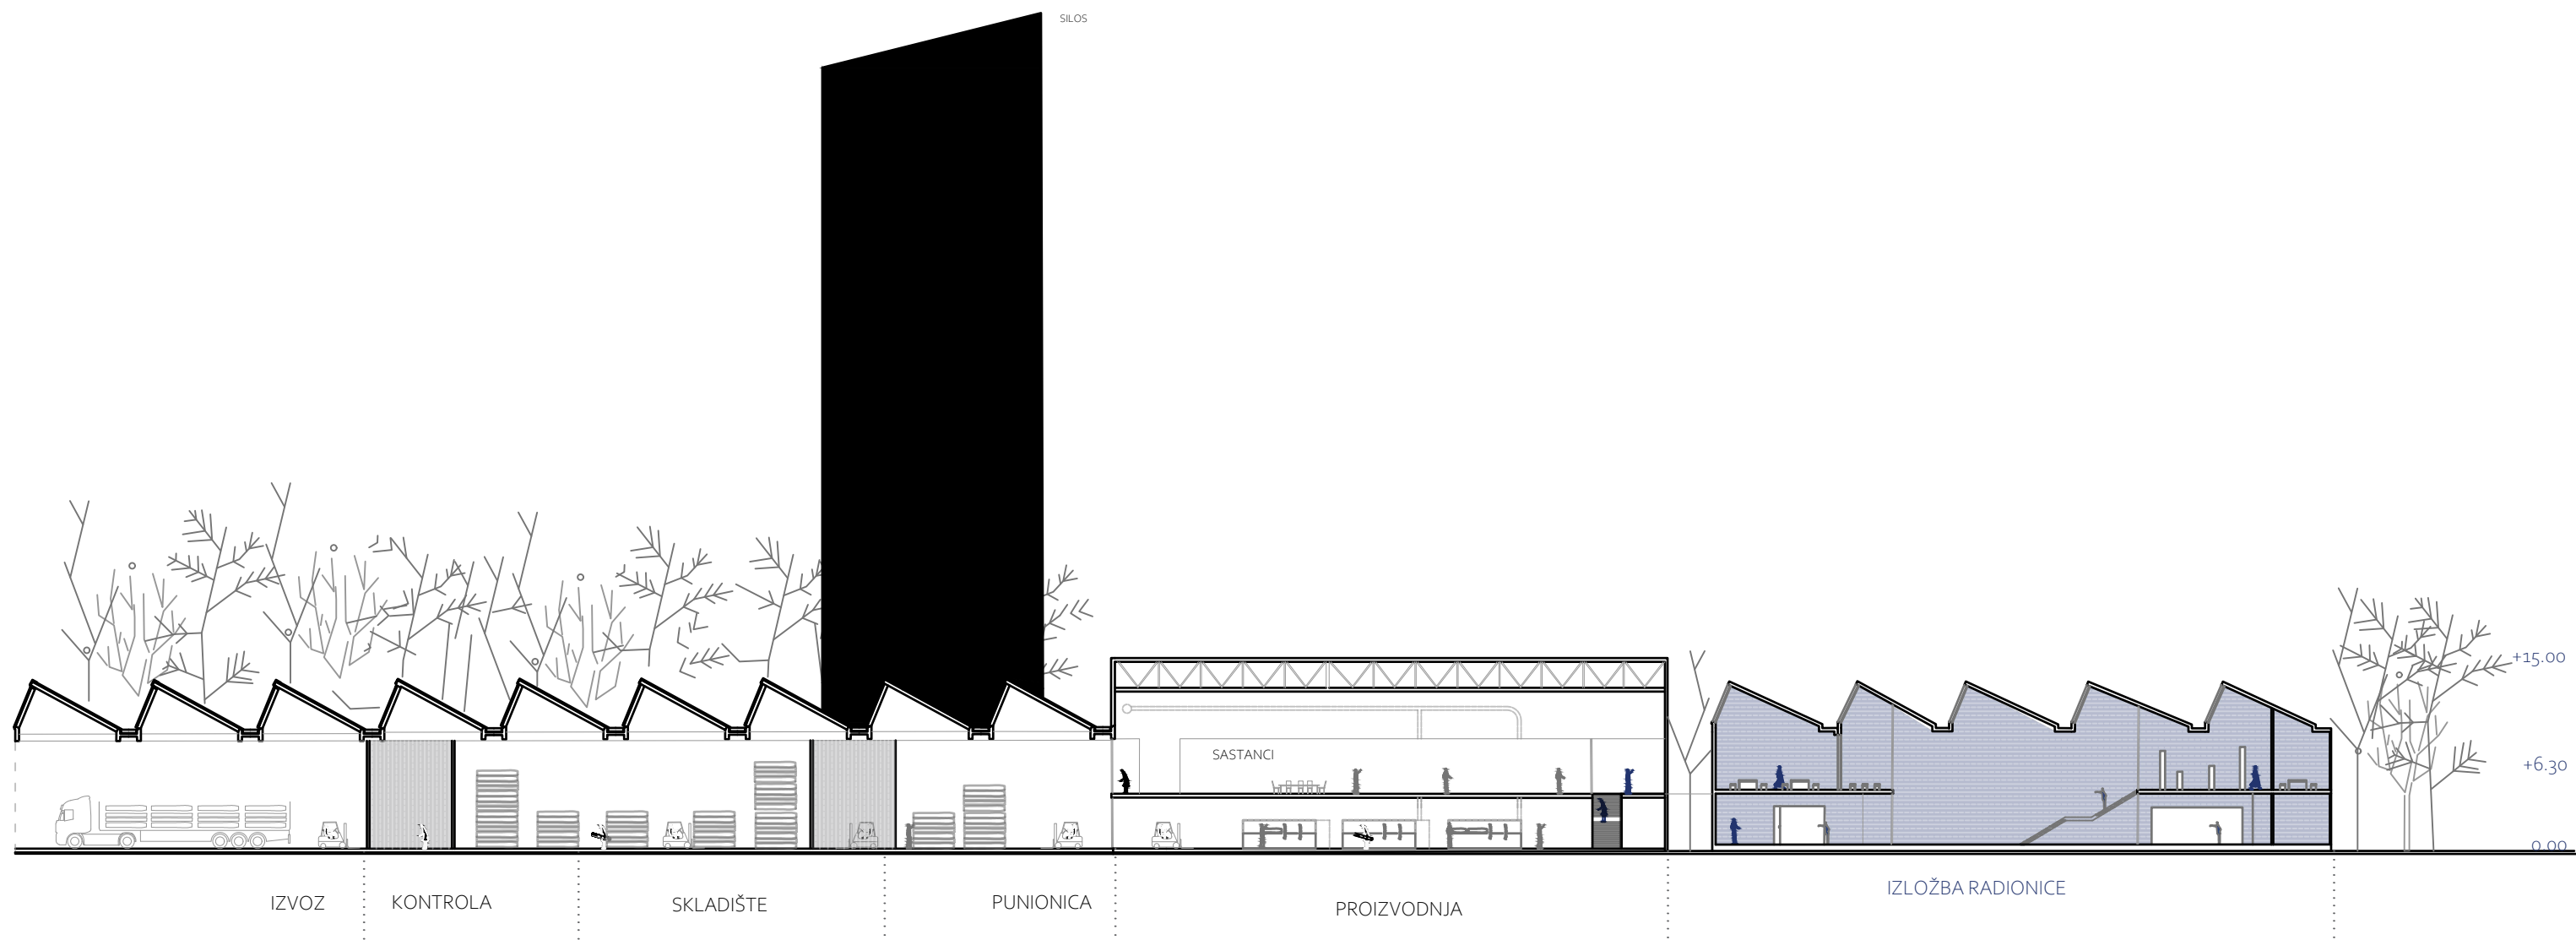 SILOS
+15.00
SASTANCI
+6.30
0.00
IZVOZ
KONTROLA
SKLADIŠTE
PUNIONICA
PROIZVODNJA
IZLOŽBA RADIONICE